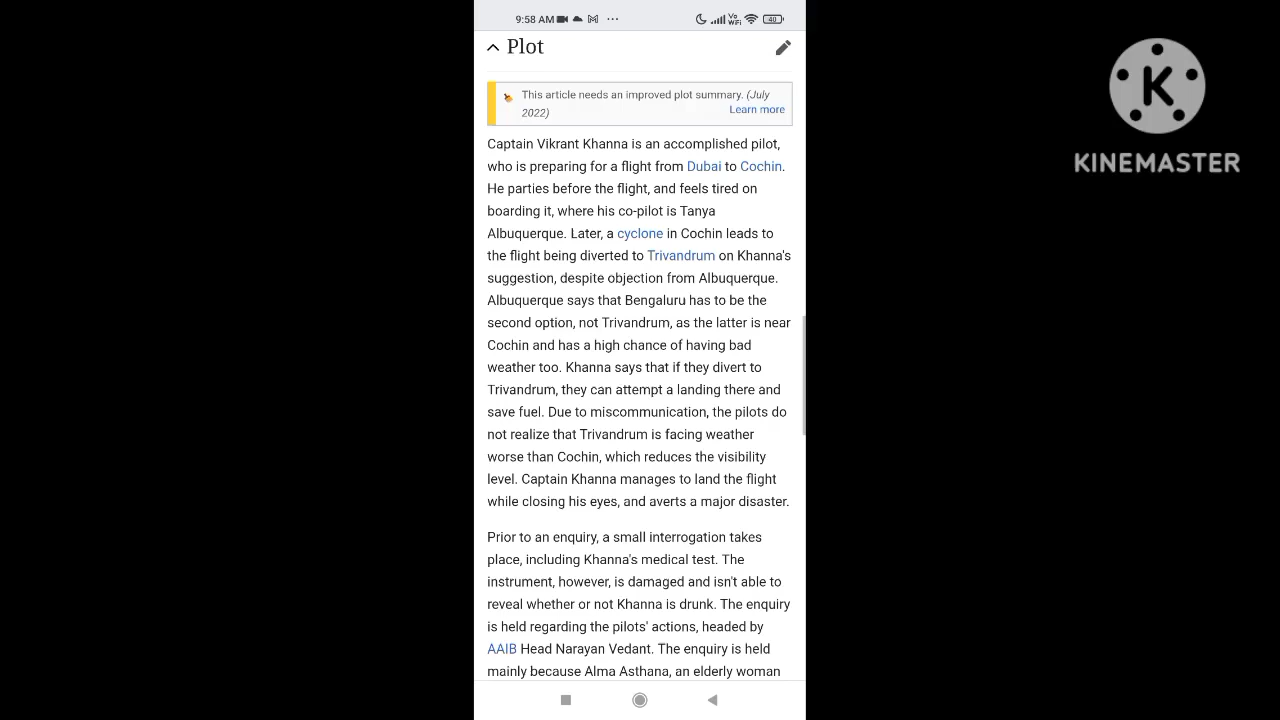 9:58 AM
Vo
WiFi
40
Plot
This article needs an improved plot summary. (July
2022)
Learn more
Captain Vikrant Khanna is an accomplished pilot,
who is preparing for a flight from Dubai to Cochin.
He parties before the flight, and feels tired on
boarding it, where his co-pilot is Tanya
Albuquerque. Later, a cyclone in Cochin leads to
the flight being diverted to Trivandrum on Khanna's
suggestion, despite objection from Albuquerque.
Albuquerque says that Bengaluru has to be the
second option, not Trivandrum, as the latter is near
Cochin and has a high chance of having bad
weather too. Khanna says that if they divert to
Trivandrum, they can attempt a landing there and
save fuel. Due to miscommunication, the pilots do
not realize that Trivandrum is facing weather
worse than Cochin, which reduces the visibility
level. Captain Khanna manages to land the flight
while closing his eyes, and averts a major disaster.
Prior to an enquiry, a small interrogation takes
place, including Khanna's medical test. The
instrument, however, is damaged and isn't able to
reveal whether or not Khanna is drunk. The enquiry
is held regarding the pilots' actions, headed by
AAIB Head Narayan Vedant. The enquiry is held
mainly because Alma Asthana, an elderly woman
K
KINEMASTER